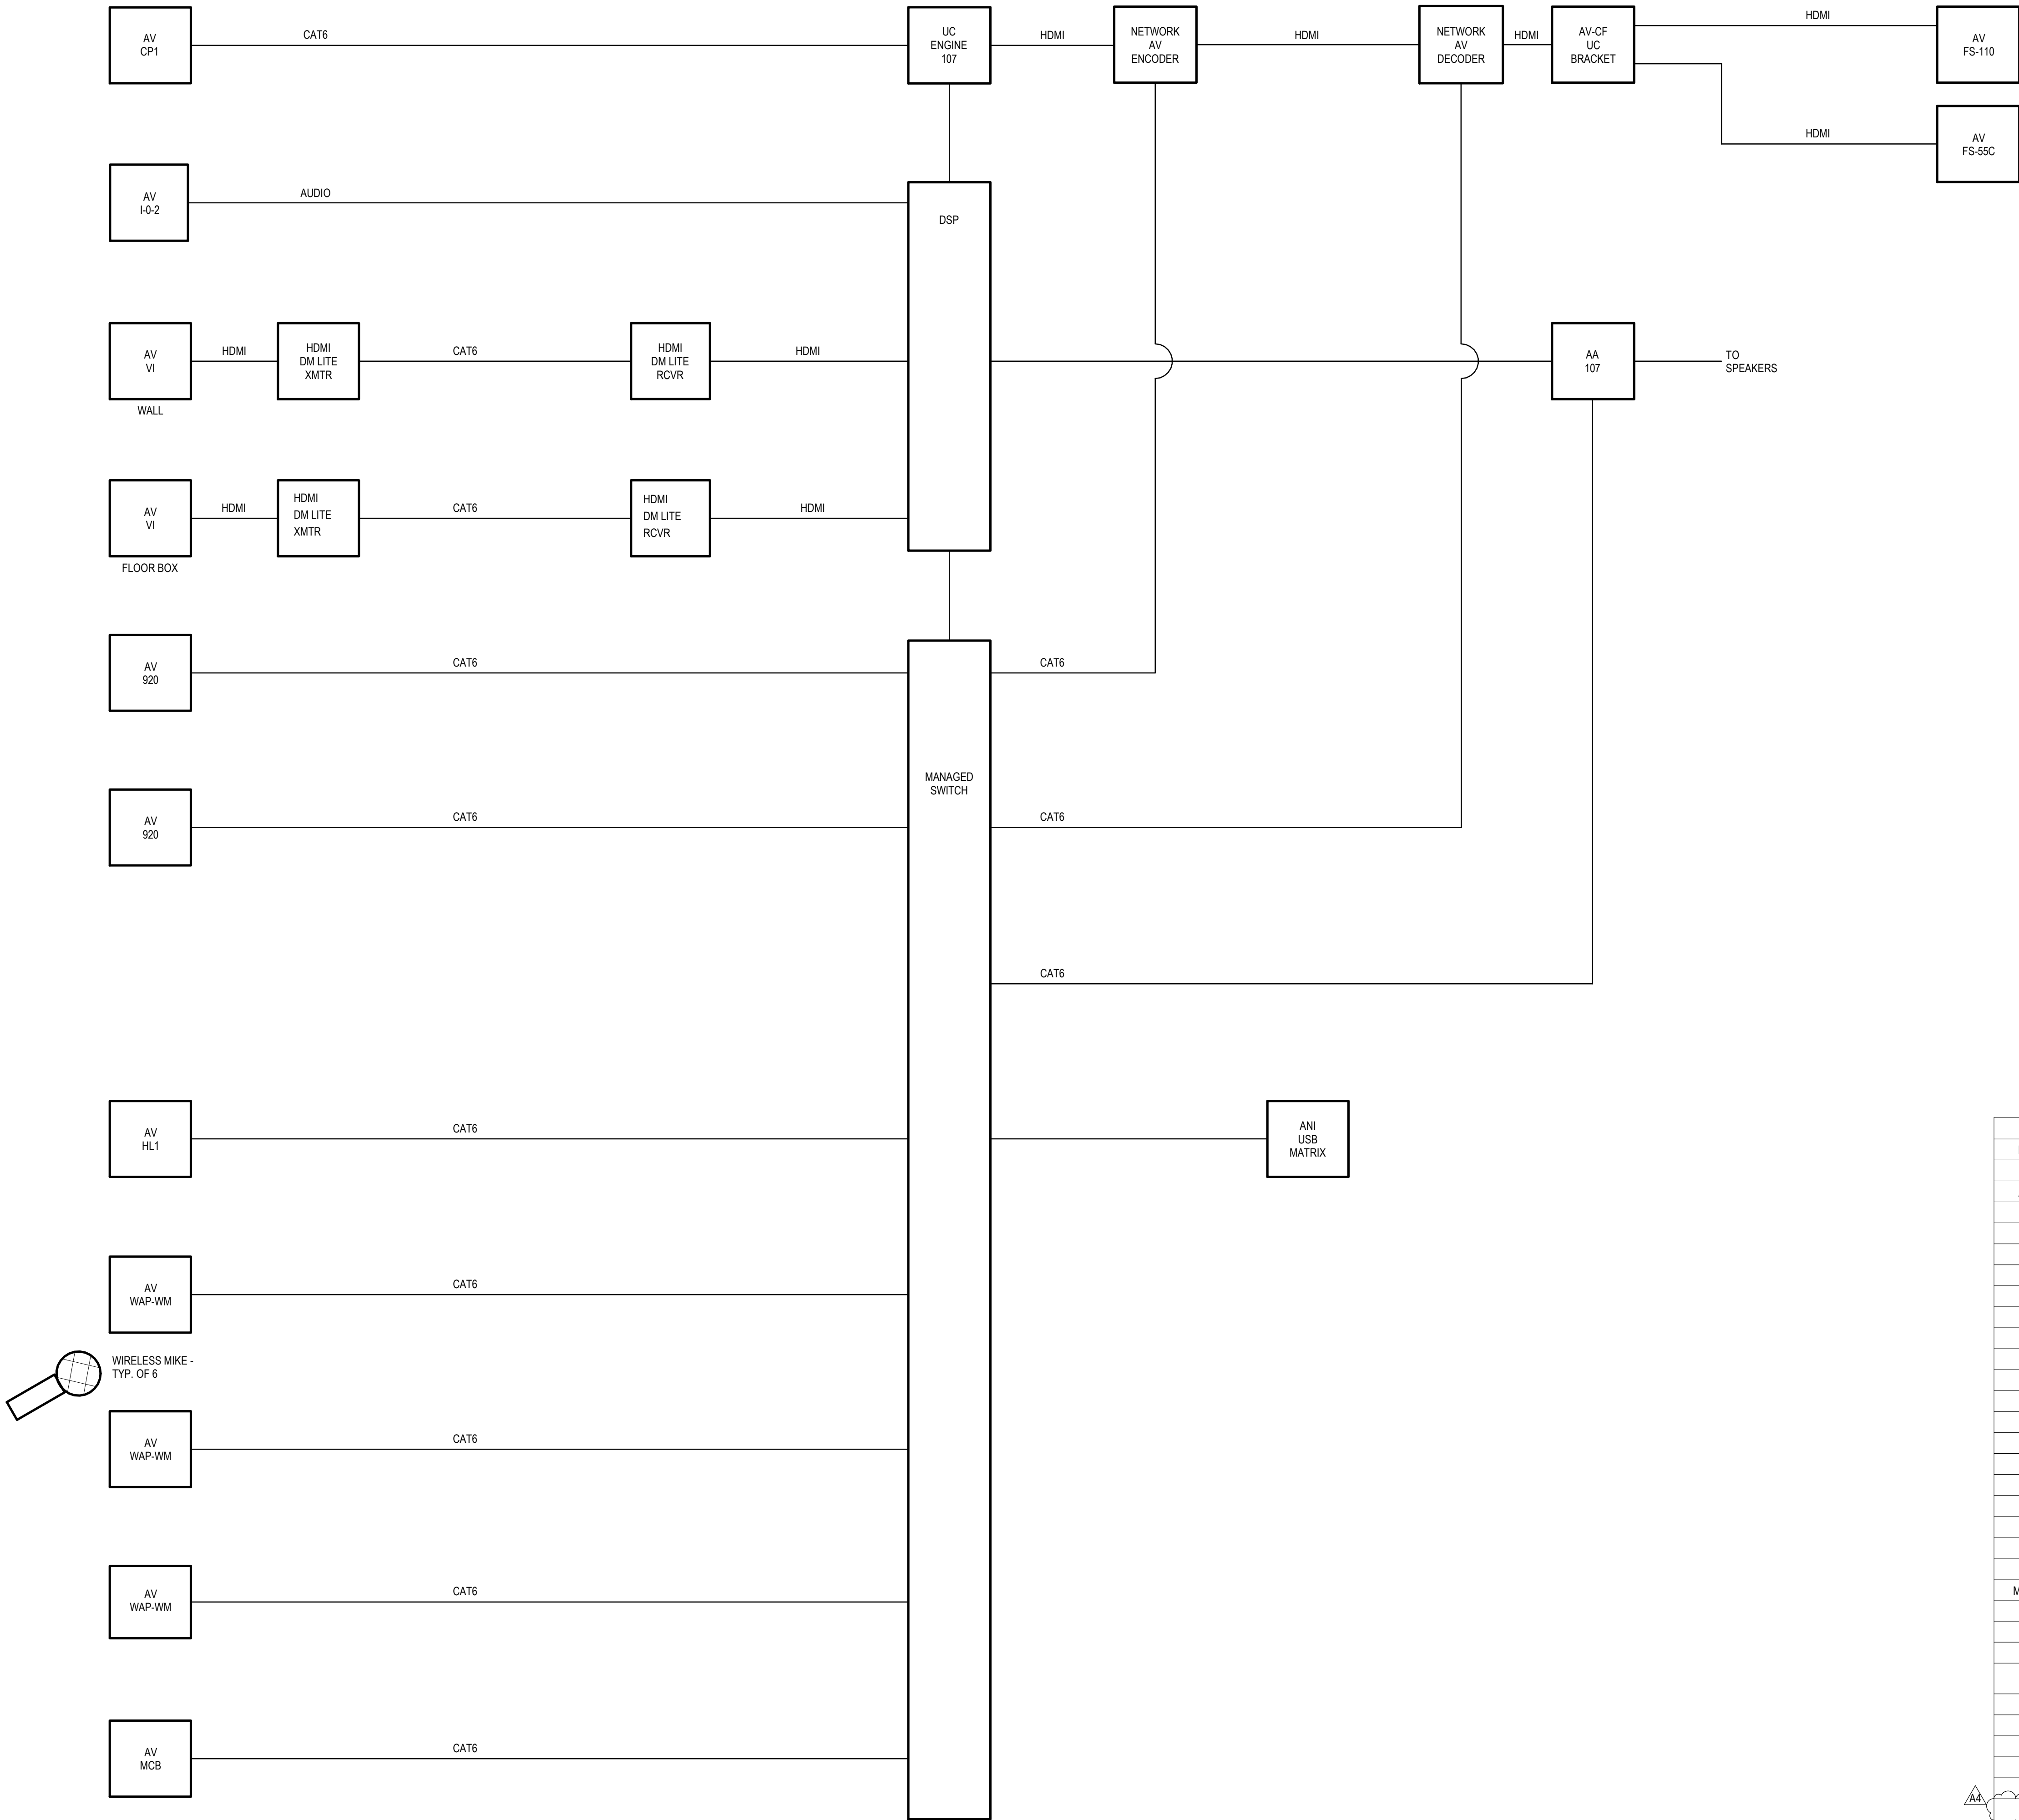 AV
CP1
CAT6
UC
ENGINE
107
HDMI
NETWORK
AV
ENCODER
HDMI
NETWORK
AV
DECODER
HDMI
AV-CF
UC
BRACKET
HDMI
AV
FS-110
HDMI
AV
FS-55C
AV
I-0-2
AUDIO
DSP
AV
VI
WALL
HDMI
HDMI
DM LITE
XMTR
CAT6
HDMI
DM LITE
RCVR
HDMI
AA
107
TO
SPEAKERS
AV
VI
FLOOR BOX
HDMI
HDMI
DM LITE
XMTR
CAT6
HDMI
DM LITE
RCVR
HDMI
AV
920
CAT6
CAT6
MANAGED
SWITCH
AV
920
CAT6
CAT6
CAT6
AV
HL1
CAT6
ANI
USB
MATRIX
AV
WAP-WM
CAT6
WIRELESS MIKE -
TYP. OF 6
AV
WAP-WM
CAT6
AV
WAP-WM
CAT6
AV
MCB
CAT6
A4